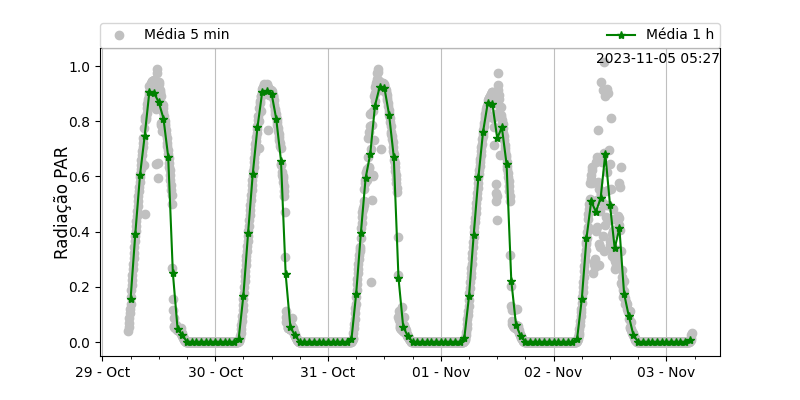 Média 5 min
Média 1 h
2023-11-05 05:27
Radiação PAR
1.0
0.8
0.6
0.4
0.2
0.0
29 - Oct
30 - Oct
31 - Oct
01 - Nov
02 - Nov
03 - Nov